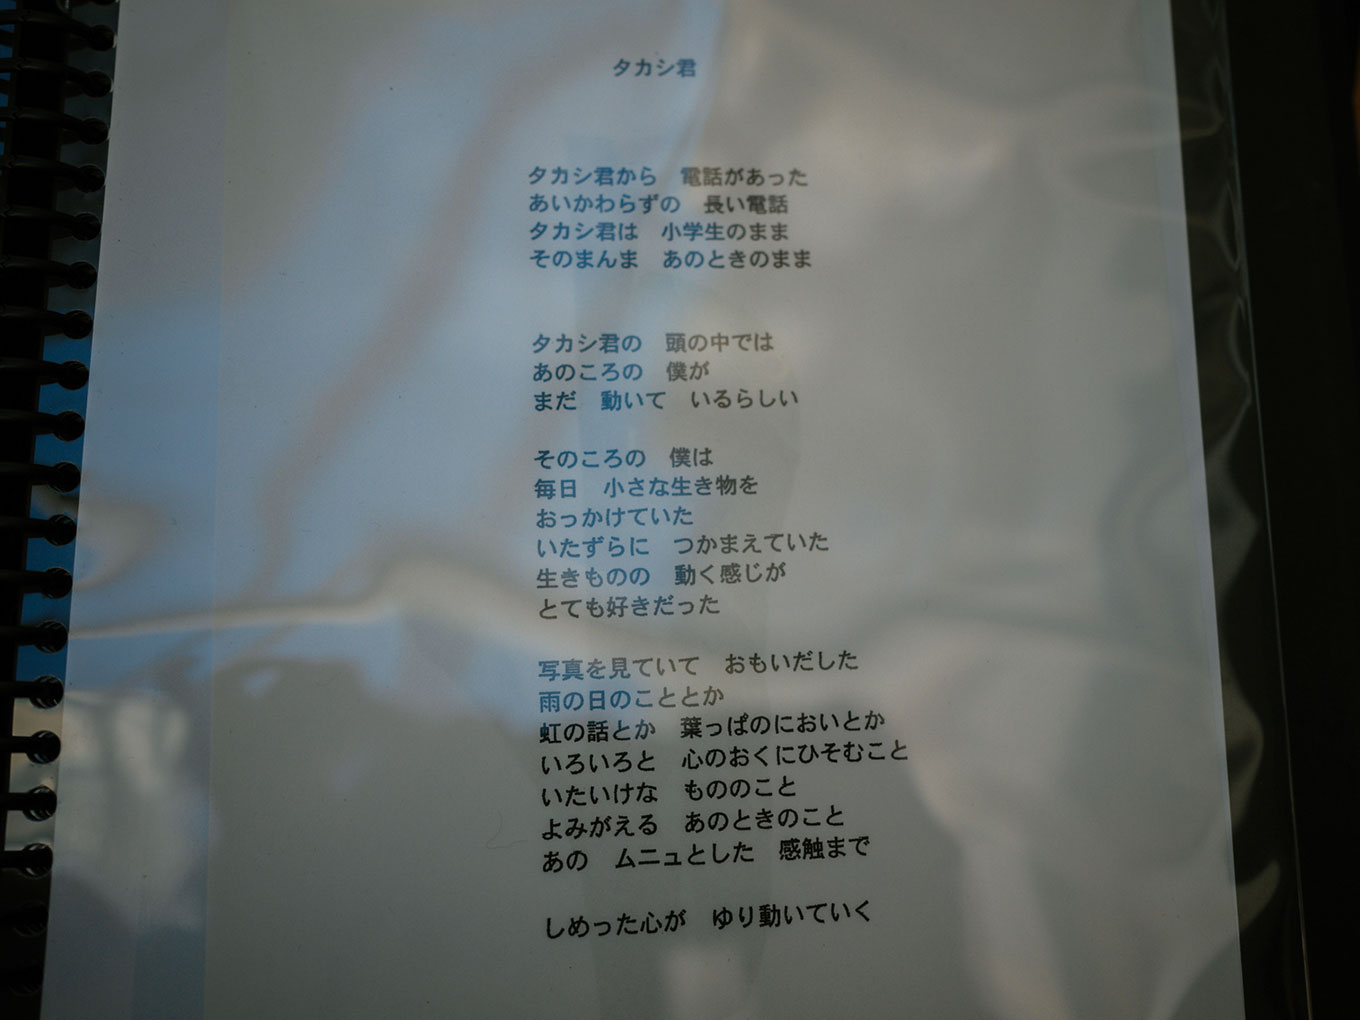 タカシ君
タカシ君から　電話があった
あいかわらずの　長い電話
タカシ君は　小学生のまま
そのまんま　あのときのまま
タカシ君の　頭の中では
あのころの　僕が
まだ　動いて　いるらしい
そのころの　僕は
毎日　小さな生き物を
おっかけていた
いたずらに　つかまえていた
生きものの　動く感じが
とても好きだった
写真を見ていて　おもいだした
雨の日のこととか
虹の話とか　葉っぱのにおいとか
いろいろと　心のおくにひそむこと
いたいけな　もののこと
よみがえる　あのときのこと
あの　ムニュとした　感触まで
しめった心が　ゆり動いていく